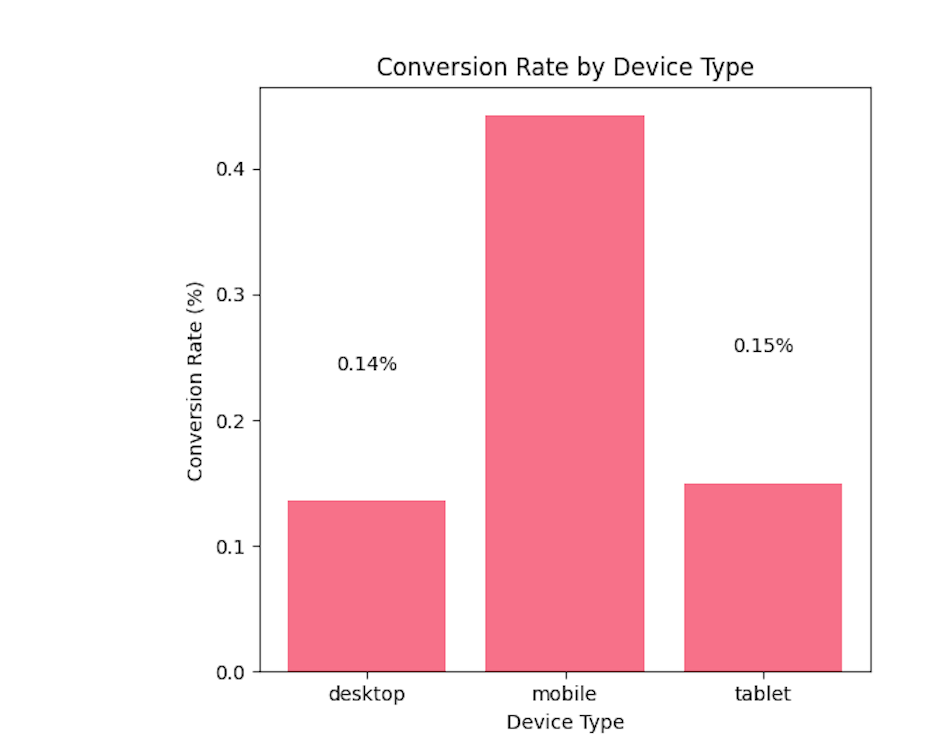 Conversion Rate by Device Type
Conversion Rate (%)
0.4
0.3
0.2
0.1
0.0
0.14%
0.15%
desktop
mobile
tablet
Device Type